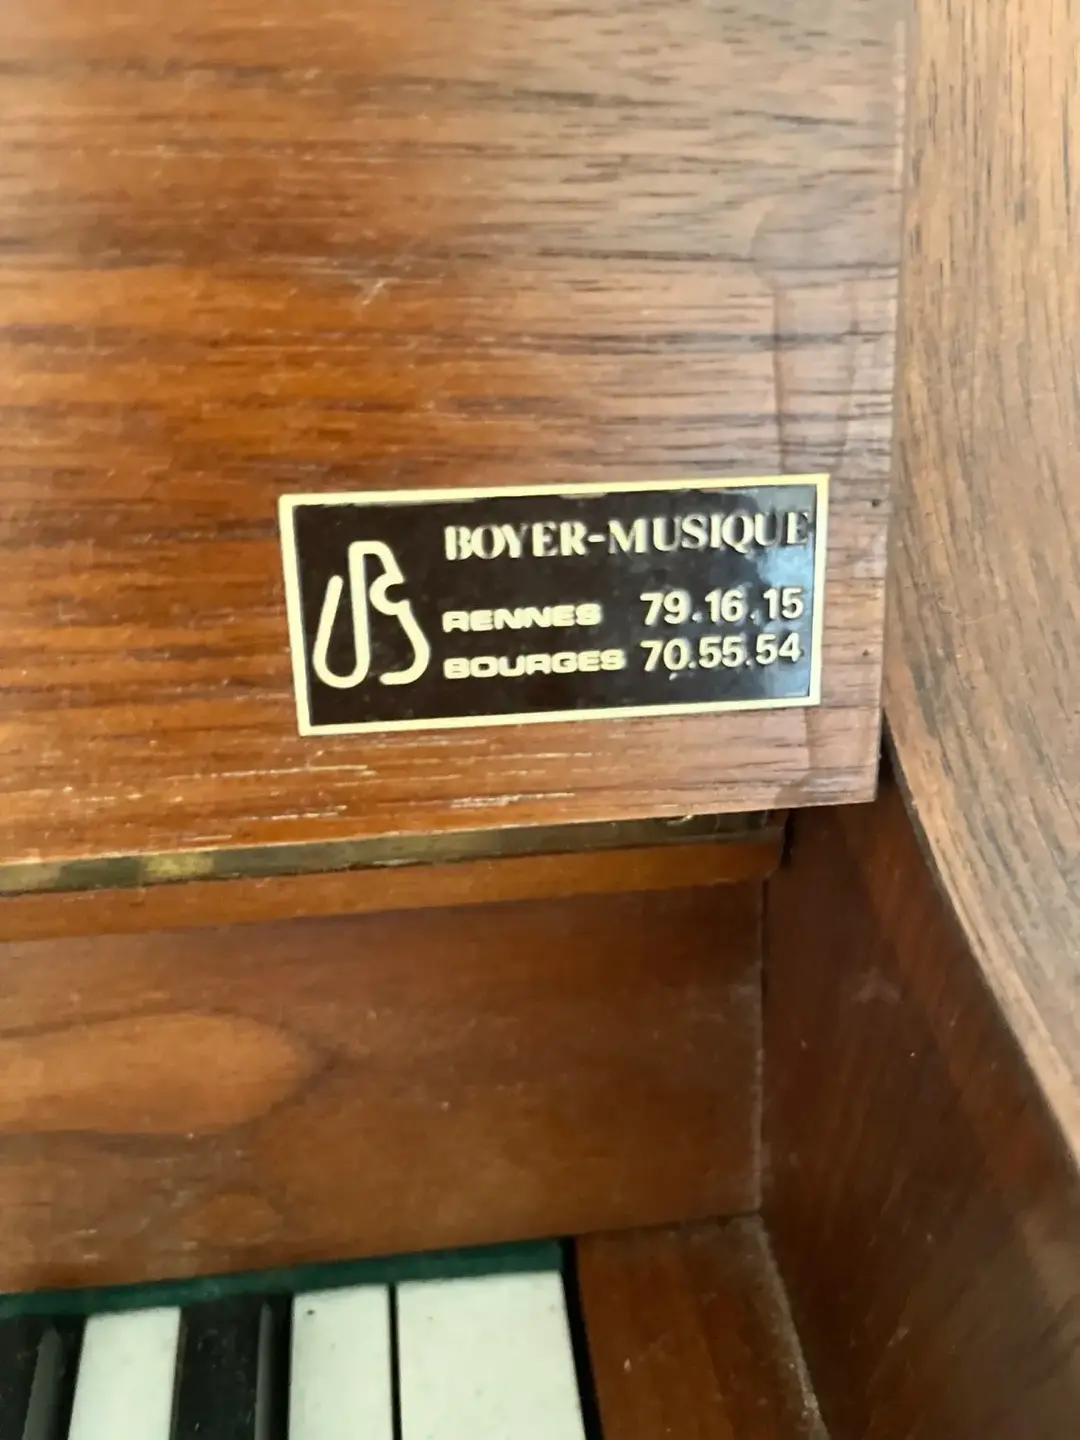 BOYER-MUSIQUE
RENNES 79.16.15
BOURGES 70.55.54